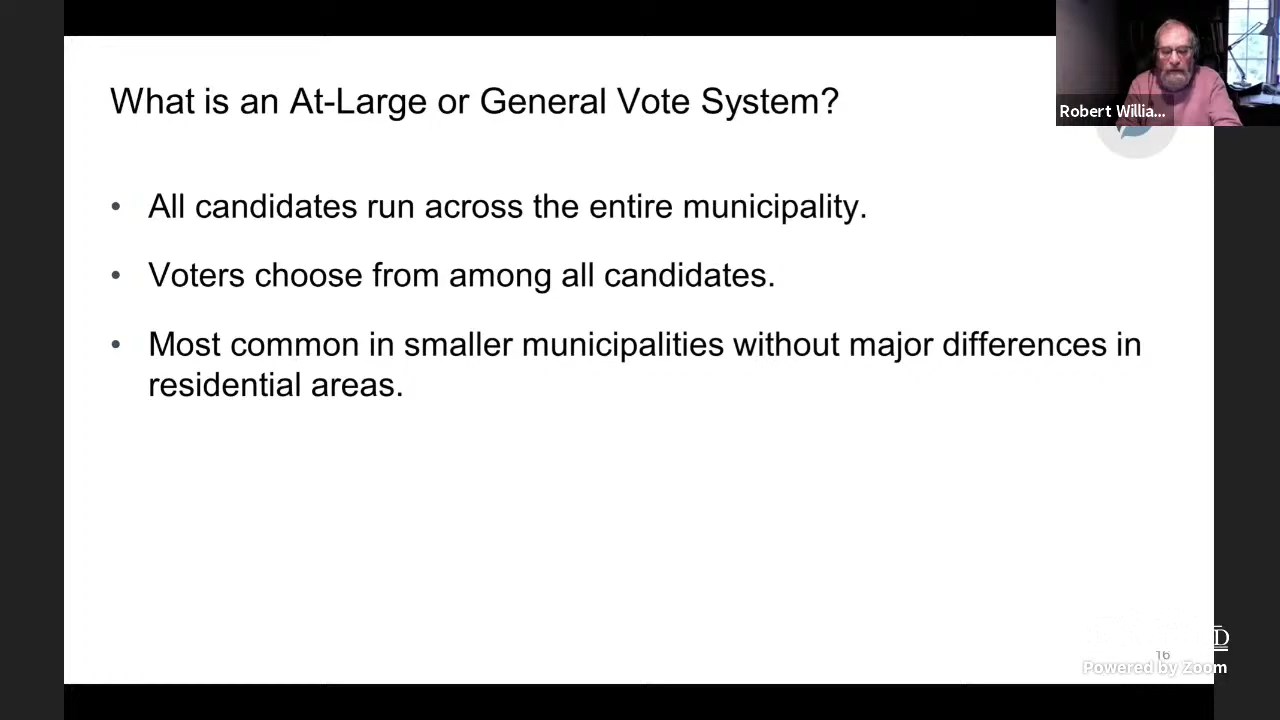 What is an At-Large or General Vote System?
Robert Willia...
• All candidates run across the entire municipality.
• Voters choose from among all candidates.
• Most common in smaller municipalities without major differences in
residential areas.
D
16
Powered by Zoom